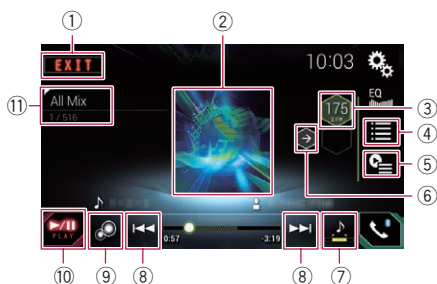 ①
②
EXIT
10:03
EQ
⑪
All Mix
1 / 516
175
BPM
③
④
⑤
⑥
PLAY
0:57
-3:19
⑩
⑨
⑧
⑧
⑦